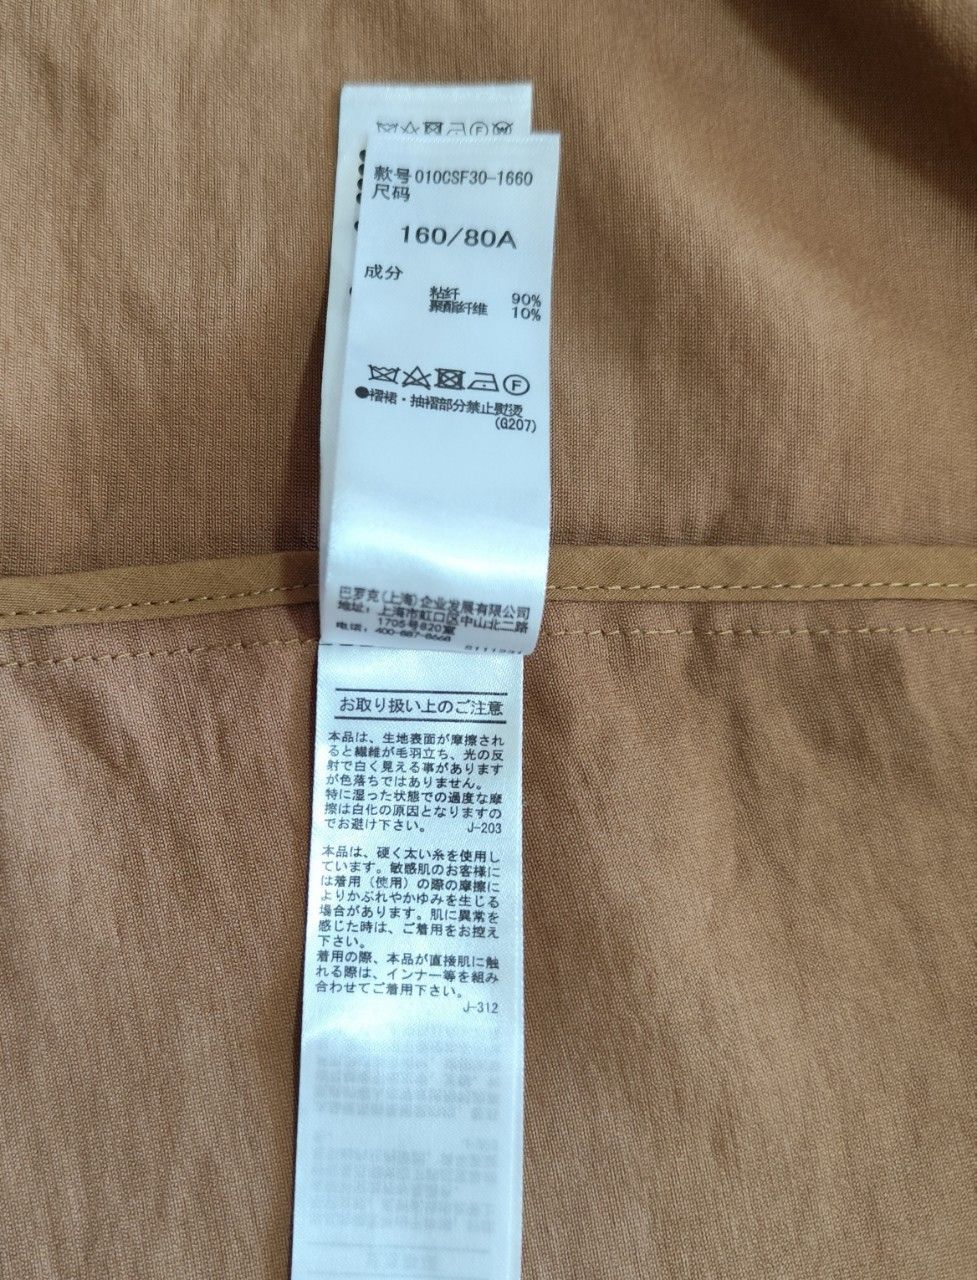 款号 010CSF30-1660
尺码
160/80A
成分
粘纤 90%
聚酯纤维 10%
F
●褶裙・抽褶部分禁止熨烫
(G207)
巴罗克(上海)企业发展有限公司
地址: 上海市虹口区中山北二路
1705号820室
电话: 400-887-8668
お取り扱い上のご注意
本品は、生地表面が摩擦され
ると繊維が毛羽立ち、光の反
射で白く見える事があります
が色落ちではありません。
特に湿った状態での過度な摩
擦は白化の原因となりますの
でお避け下さい。 J-203
本品は、硬く太い糸を使用し
ています。敏感肌のお客様に
は着用（使用）の際の摩擦に
よりかぶれやかゆみを生じる
場合があります。肌に異常を
感じた時は、ご着用をお控え
下さい。
着用の際、本品が直接肌に触
れる際は、インナー等を組み
合わせてご着用下さい。
J-312